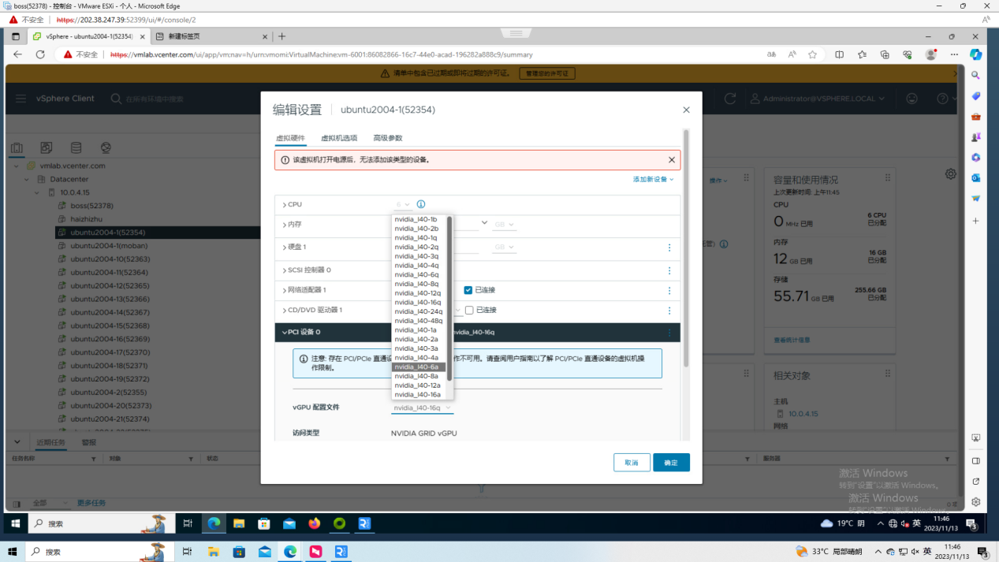 boss(52378) - 控制台 - VMware ESXi - 个人 - Microsoft Edge
不安全 https://202.38.247.39:52399/ui/#/console/2
vSphere - ubuntu2004-1(52354)
新建标签页
不安全 https://vmlab.vcenter.com/ui/app/vm;nav=h/urn:vmomi:VirtualMachine:vm-6001:86082866-16c7-44e0-acad-196282a888c9/summary
清单中包含已过期或即将过期的许可证。 管理您的许可证
vSphere Client 在所有环境中搜索 Administrator@VSPHERE.LOCAL
vmlab.vcenter.com
Datacenter
10.0.4.15
boss(52378)
haizhizhu
ubuntu2004-1(52354)
ubuntu2004-1(moban)
ubuntu2004-10(52363)
ubuntu2004-11(52364)
ubuntu2004-12(52365)
ubuntu2004-13(52366)
ubuntu2004-14(52367)
ubuntu2004-15(52368)
ubuntu2004-16(52369)
ubuntu2004-17(52370)
ubuntu2004-18(52371)
ubuntu2004-19(52372)
ubuntu2004-2(52355)
ubuntu2004-20(52373)
ubuntu2004-21(52374)
编辑设置 ubuntu2004-1(52354)
虚拟硬件 虚拟机选项 高级参数
该虚拟机打开电源后，无法添加该类型的设备。
添加新设备
CPU 6
内存 GB
硬盘 1 GB
SCSI 控制器 0
网络适配器 1 已连接
CD/DVD 驱动器 1 已连接
PCI 设备 0 nvidia_l40-16q
注意: 存在 PCI/PCIe 直通设
作不可用。请查阅用户指南以了解 PCI/PCIe 直通设备的虚拟机操
作限制。
nvidia_l40-1b
nvidia_l40-2b
nvidia_l40-1q
nvidia_l40-2q
nvidia_l40-3q
nvidia_l40-4q
nvidia_l40-6q
nvidia_l40-8q
nvidia_l40-12q
nvidia_l40-16q
nvidia_l40-24q
nvidia_l40-48q
nvidia_l40-1a
nvidia_l40-2a
nvidia_l40-3a
nvidia_l40-4a
nvidia_l40-6a
nvidia_l40-8a
nvidia_l40-12a
nvidia_l40-16a
vGPU 配置文件 nvidia_l40-16q
访问类型 NVIDIA GRID vGPU
取消 确定
操作
容量和使用情况
上次更新时间: 上午11:45
CPU
0 MHz 已用
6 CPU
已分配
内存
12 GB 已用
16 GB
已分配
存储
55.71 GB 已用
255.66 GB
已分配
查看统计信息
相关对象
主机
10.0.4.15
网络
近期任务 警报
任务名称 对象 状态 服务器
全部 更多任务
激活 Windows
转到"设置"以激活 Windows。
激活 Windows
转到"设置"以激活 Windows。
搜索 19°C 阴 英 11:46
2023/11/13 3
搜索 33°C 局部晴朗 英 11:46
2023/11/13 3